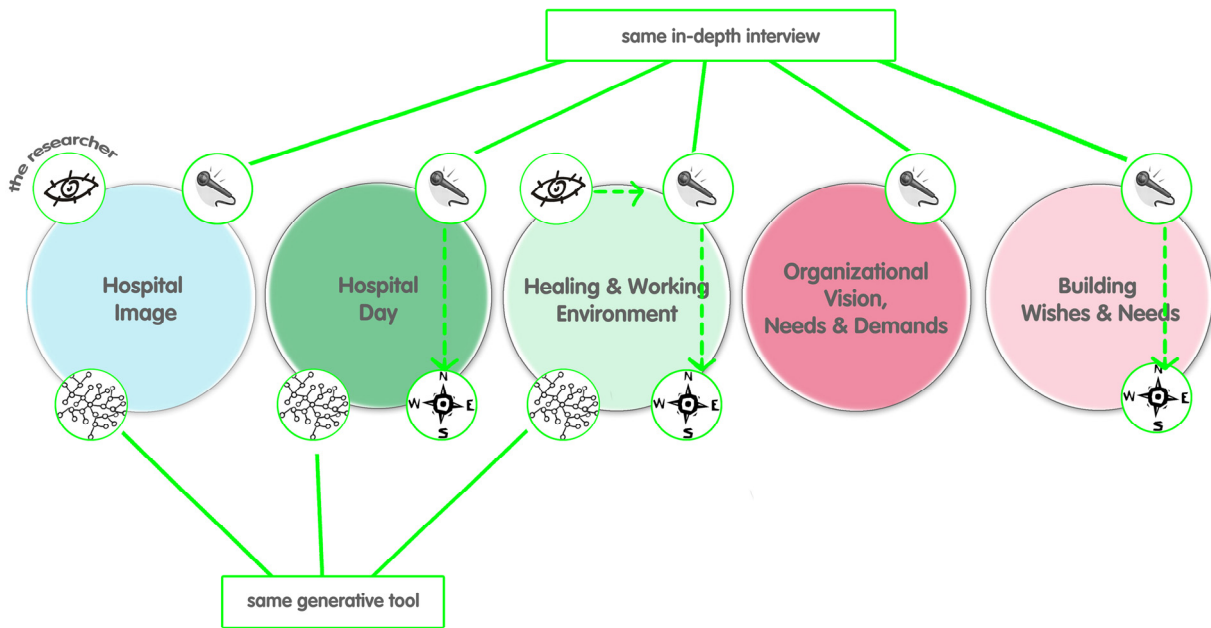 same in-depth interview
the researcher
Hospital
Image
Hospital
Day
Healing & Working
Environment
Organizational
Vision,
Needs & Demands
Building
Wishes & Needs
N
W E
S
N
W E
S
N
W E
S
same generative tool